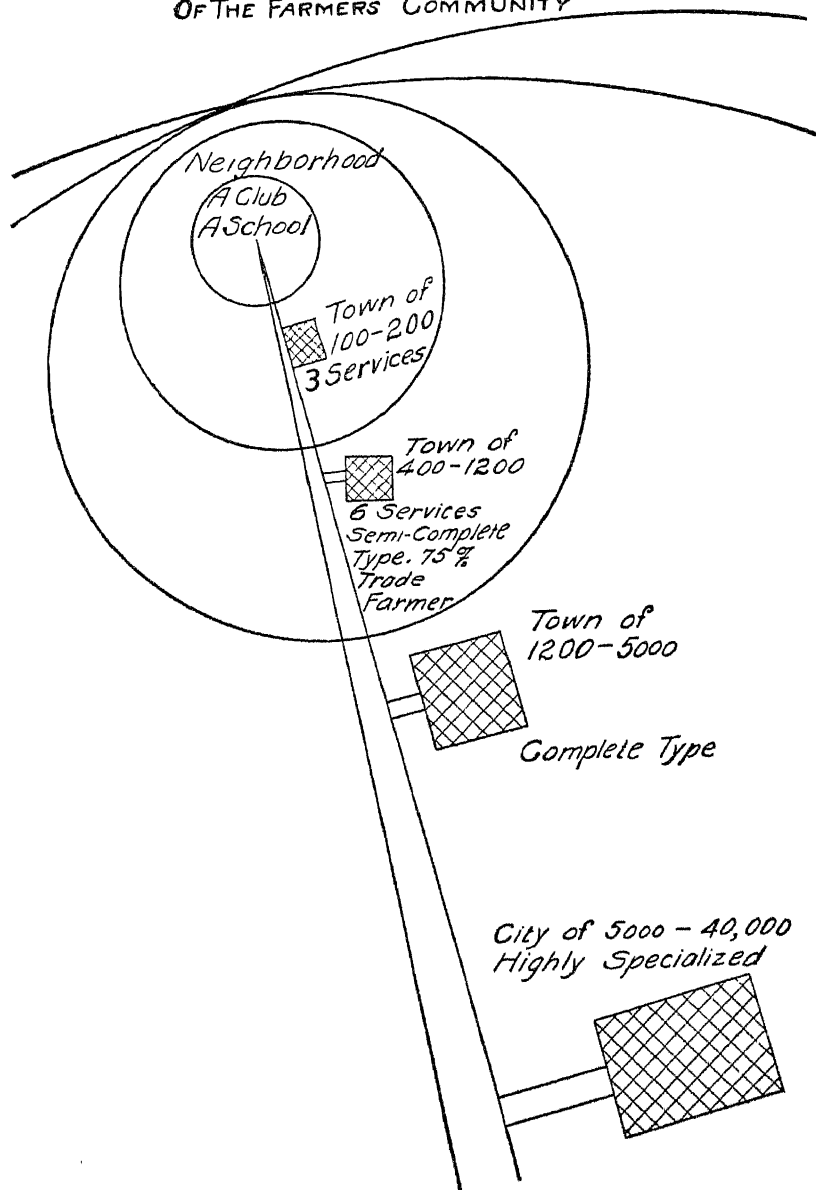 OF THE FARMERS COMMUNITY
Neighborhood
A Club
A School
Town of
100-200
3 Services
Town of
400-1200
6 Services
Semi-Complete
Type. 75%
Trade
Farmer
Town of
1200-5000
Complete Type
City of 5000 - 40,000
Highly Specialized